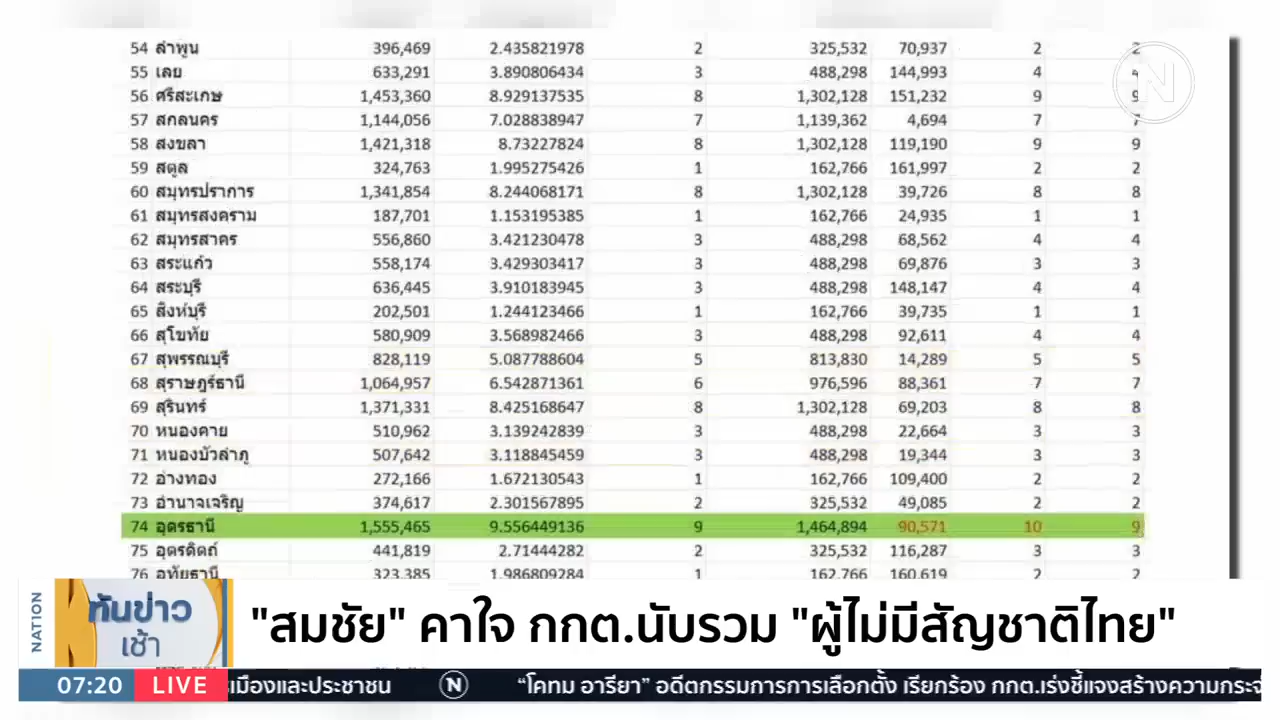 54 ลำพูน 396,469 2.435821978 2 325,532 70,937 2 2
55 เลย 633,291 3.890806434 3 488,298 144,993 4 4
56 ศรีสะเกษ 1,453,360 8.929137535 8 1,302,128 151,232 9 9
57 สกลนคร 1,144,056 7.028838947 7 1,139,362 4,694 7 7
58 สงขลา 1,421,318 8.73227824 8 1,302,128 119,190 9 9
59 สตูล 324,763 1.995275426 1 162,766 161,997 2 2
60 สมุทรปราการ 1,341,854 8.244068171 8 1,302,128 39,726 8 8
61 สมุทรสงคราม 187,701 1.153195385 1 162,766 24,935 1 1
62 สมุทรสาคร 556,860 3.421230478 3 488,298 68,562 4 4
63 สระแก้ว 558,174 3.429303417 3 488,298 69,876 3 3
64 สระบุรี 636,445 3.910183945 3 488,298 148,147 4 4
65 สิงห์บุรี 202,501 1.244123466 1 162,766 39,735 1 1
66 สุโขทัย 580,909 3.568982466 3 488,298 92,611 4 4
67 สุพรรณบุรี 828,119 5.087788604 5 813,830 14,289 5 5
68 สุราษฎร์ธานี 1,064,957 6.542871361 6 976,596 88,361 7 7
69 สุรินทร์ 1,371,331 8.425168647 8 1,302,128 69,203 8 8
70 หนองคาย 510,962 3.139242839 3 488,298 22,664 3 3
71 หนองบัวลำภู 507,642 3.118845459 3 488,298 19,344 3 3
72 อ่างทอง 272,166 1.672130543 1 162,766 109,400 2 2
73 อำนาจเจริญ 374,617 2.301567895 2 325,532 49,085 2 2
74 อุดรธานี 1,555,465 9.556449136 9 1,464,894 90,571 10 9
75 อุตรดิตถ์ 441,819 2.71444282 2 325,532 116,287 3 3
76 อุทัยธานี 323,385 1.986809284 1 162,766 160,619 2 2
NATION
ทันข่าว
เช้า
"สมชัย" คาใจ กกต.นับรวม "ผู้ไม่มีสัญชาติไทย"
07:20 LIVE เมืองและประชาชน N “โคทม อารียา” อดีตกรรมการการเลือกตั้ง เรียกร้อง กกต.เร่งชี้แจงสร้างความกระจ่